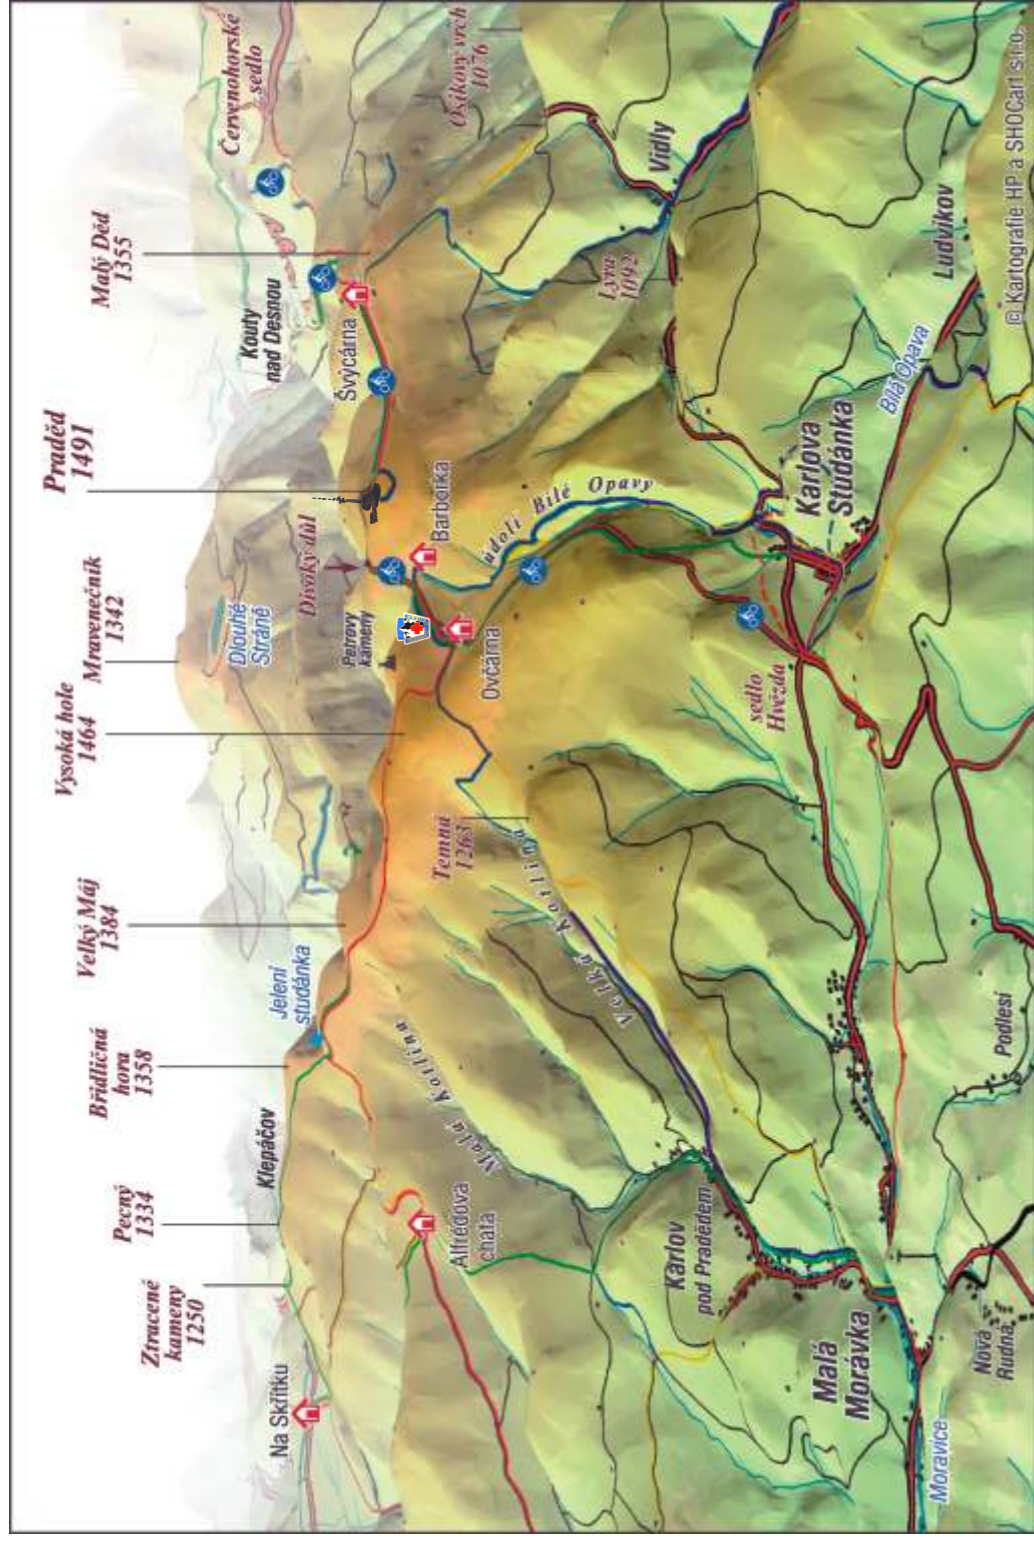 Ztracené
kameny
1250
Pecný
1334
Břidličná
hora
1358
Velký Máj
1384
Vysoká hole
1464
Mravenečník
1342
Praděd
1491
Malý Děd
1355
Červenohorské
sedlo
Klepáčov
Jelení
studánka
Dlouhé
Stráně
Divoký důl
Kouty
nad Desnou
Na Skřítku
Petrovy
kameny
Švýcárna
Barborka
Ovčárna
Oslikový vrch
1076
Alfrédova
chata
Malá Kotlina
Temná
1263
Velká Kotlina
údolí Bílé Opavy
Lyra
1092
Vidly
Karlov
pod Pradědem
sedlo
Hvězda
Karlova
Studánka
Bílá Opava
Ludvíkov
Malá
Morávka
Podlesí
Nová
Rudná
Moravice
© Kartografie HP a SHOCart s.r.o.